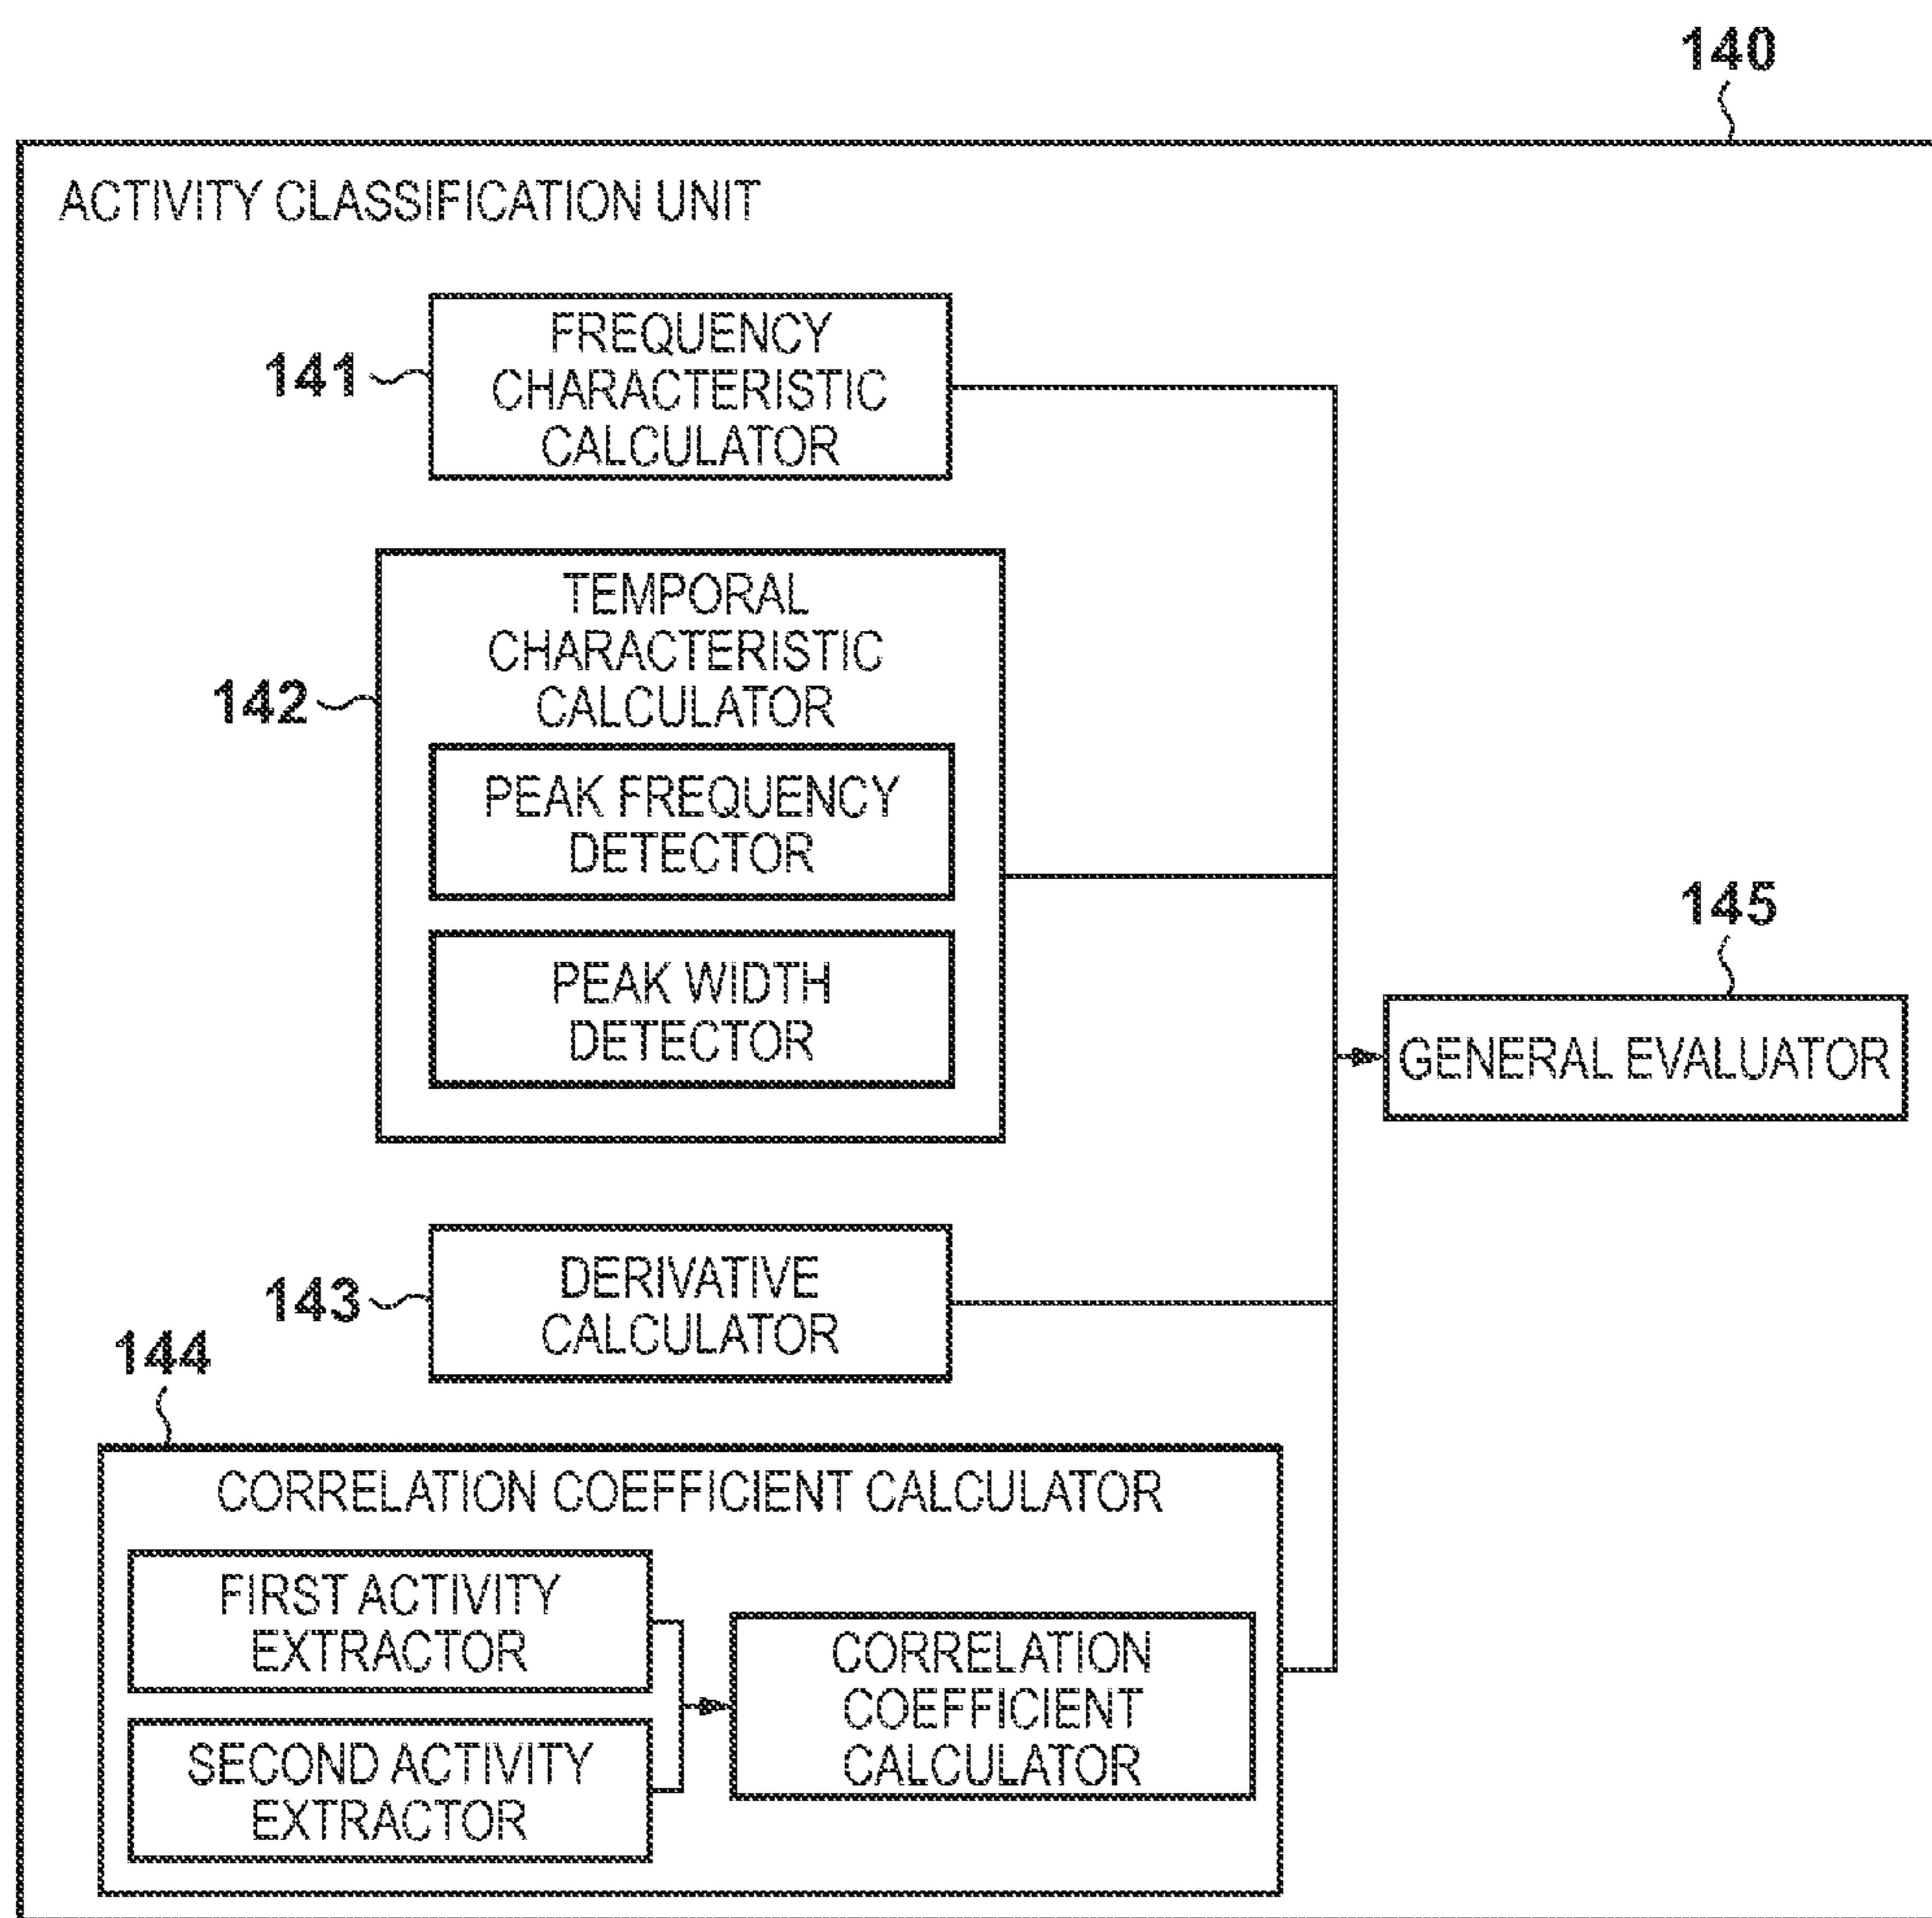 140
ACTIVITY CLASSIFICATION UNIT
141
FREQUENCY
CHARACTERISTIC
CALCULATOR
142
TEMPORAL
CHARACTERISTIC
CALCULATOR
PEAK FREQUENCY
DETECTOR
PEAK WIDTH
DETECTOR
145
GENERAL EVALUATOR
143
DERIVATIVE
CALCULATOR
144
CORRELATION COEFFICIENT CALCULATOR
FIRST ACTIVITY
EXTRACTOR
SECOND ACTIVITY
EXTRACTOR
CORRELATION
COEFFICIENT
CALCULATOR